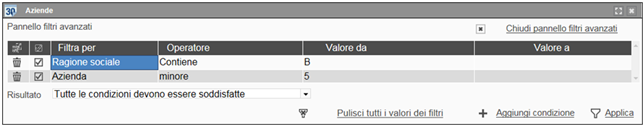 Aziende
Pannello filtri avanzati Chiudi pannello filtri avanzati
Filtra per Operatore Valore da Valore a
Ragione sociale Contiene B
Azienda minore 5
Risultato Tutte le condizioni devono essere soddisfatte
Pulisci tutti i valori dei filtri Aggiungi condizione Applica